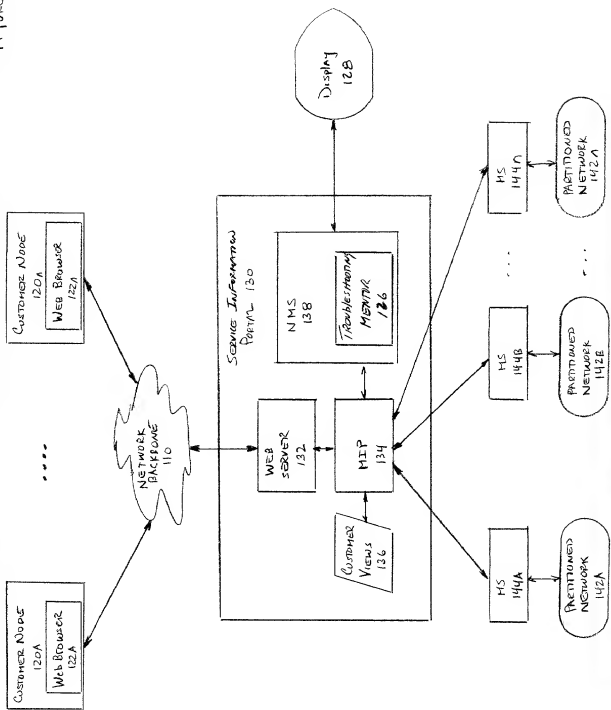 CUSTOMER NODE
120A
Web Browser
122A
....
CUSTOMER NODE
120n
WEB BROWSER
122n
NETWORK
BACKBONE
110
SERVICE INFORMATION
PORTAL 130
WEB
SERVER
132
NMS
138
TROUBLESHOOTING
MENTOR
126
Display
128
CUSTOMER
VIEWS
136
MIP
134
MS
144A
MS
144B
...
MS
144n
PARTITIONED
NETWORK
142A
PARTITIONED
NETWORK
142B
...
PARTITIONED
NETWORK
142n